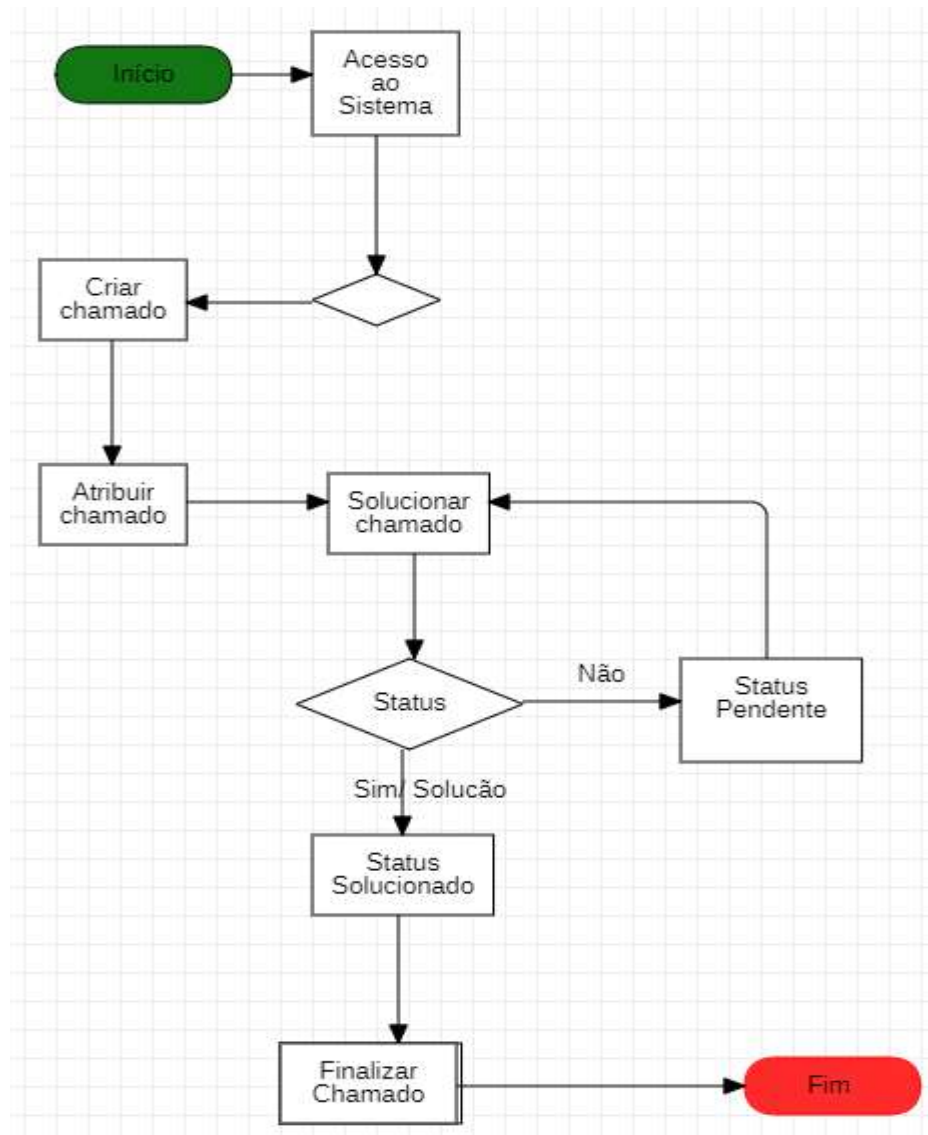 Início
Acesso
ao
Sistema
Criar
chamado
Atribuir
chamado
Solucionar
chamado
Status
Não
Status
Pendente
Sim/ Solucão
Status
Solucionado
Finalizar
Chamado
Fim